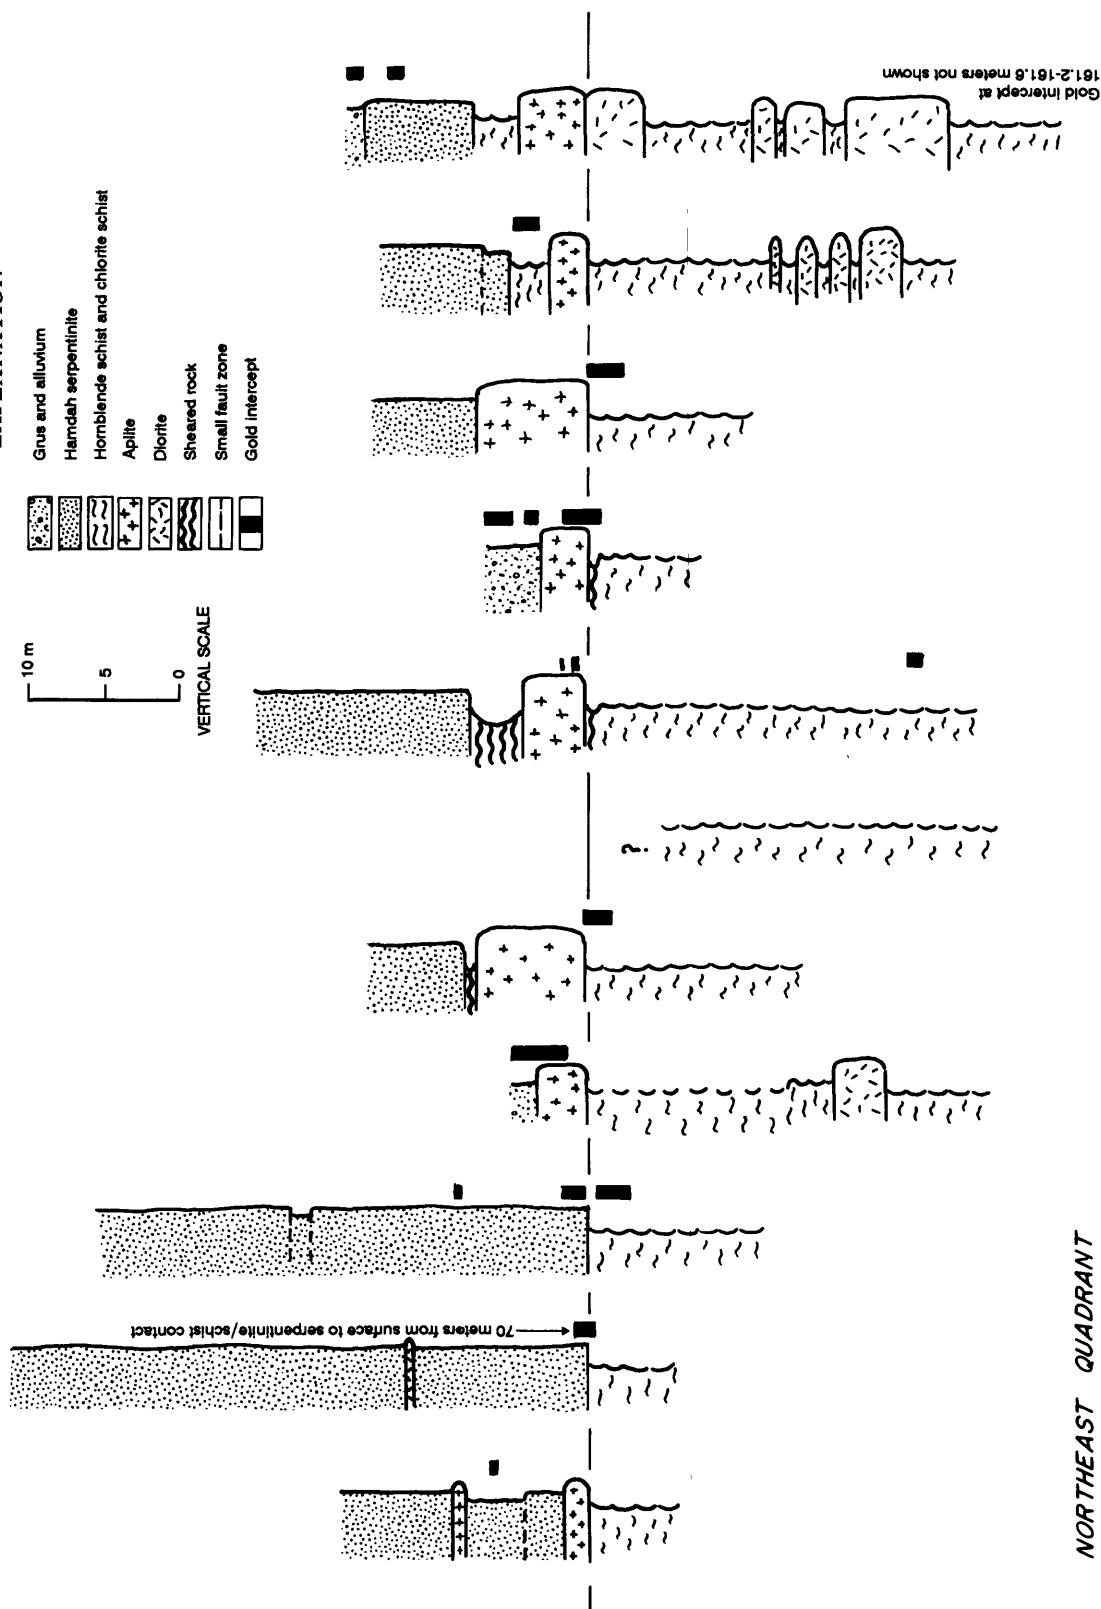 Grus and alluvium
Hamdah serpentinite
Hornblende schist and chlorite schist
Aplite
Diorite
Sheared rock
Small fault zone
Gold intercept
10 m
5
0
VERTICAL SCALE
Gold intercept at
161.2-161.6 meters not shown
?
70 meters from surface to serpentinite/schist contact
NORTHEAST QUADRANT